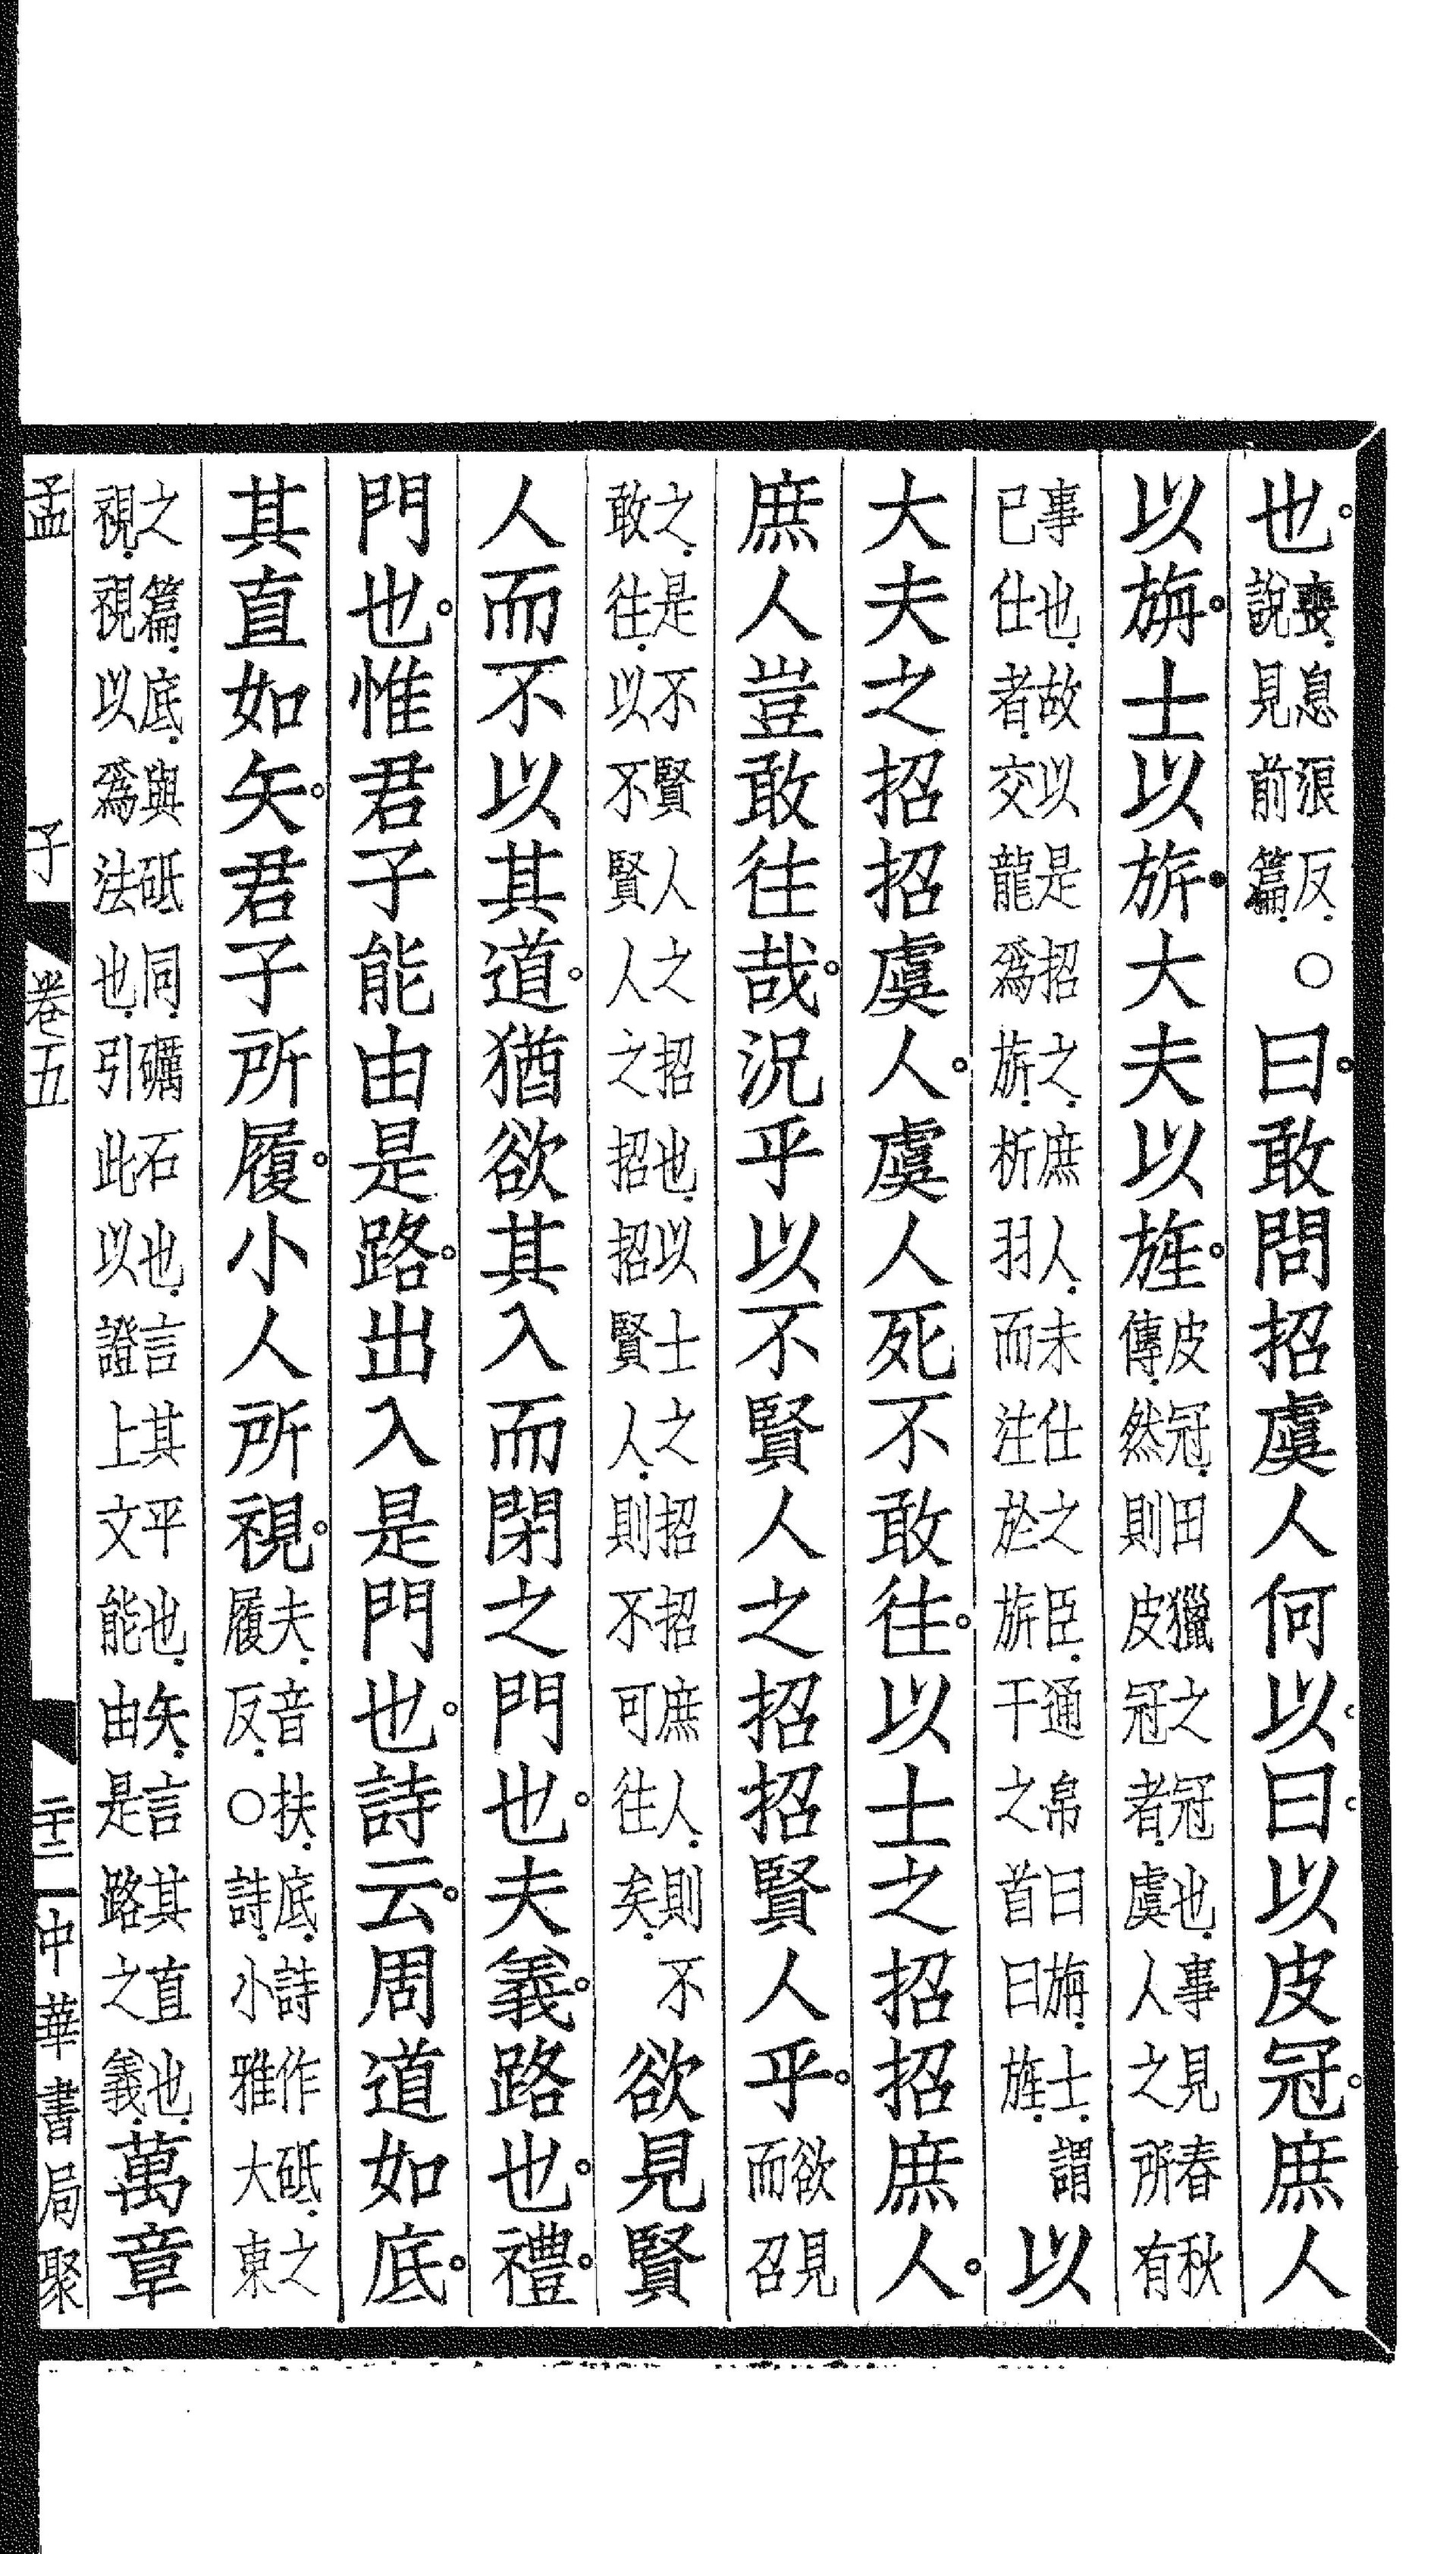 也。喪。息浪反。○說見前篇。曰。敢問招虞人何以。曰。以皮冠。庶人
以旃。士以旂。大夫以旌。皮冠。田獵之冠也。事見春秋傳。然則皮冠者。虞人之所有
事也。故以是招之。庶人。未仕之臣。通帛曰旃。士。謂已仕者。交龍爲旂。析羽而注於旂干之首曰旌。以
大夫之招招虞人。虞人死不敢往。以士之招招庶人。
庶人豈敢往哉。況乎以不賢人之招招賢人乎。欲見而召
之。是不賢人之招也。以士之招招庶人。則不敢往。以不賢人之招招賢人。則不可往矣。欲見賢
人而不以其道。猶欲其入而閉之門也。夫義。路也。禮。
門也。惟君子能由是路。出入是門也。詩云。周道如底。
其直如矢。君子所履。小人所視。夫。音扶。底。詩作砥。之履反。○詩。小雅大東
之篇。底。與砥同。礪石也。言其平也。矢。言其直也。視。視以爲法也。引此以證上文能由是路之義。萬章
孟子 卷五 二十二 中華書局聚